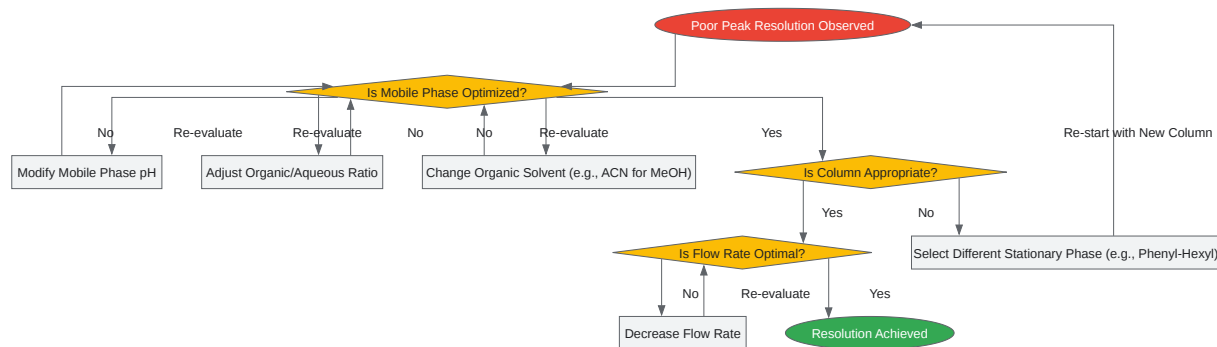 Poor Peak Resolution Observed
Is Mobile Phase Optimized?
No
Re-evaluate
Re-evaluate
No
No
Re-evaluate
Yes
Re-start with New Column
Modify Mobile Phase pH
Adjust Organic/Aqueous Ratio
Change Organic Solvent (e.g., ACN for MeOH)
Is Column Appropriate?
Yes
No
Is Flow Rate Optimal?
Select Different Stationary Phase (e.g., Phenyl-Hexyl)
No
Re-evaluate
Yes
Decrease Flow Rate
Resolution Achieved